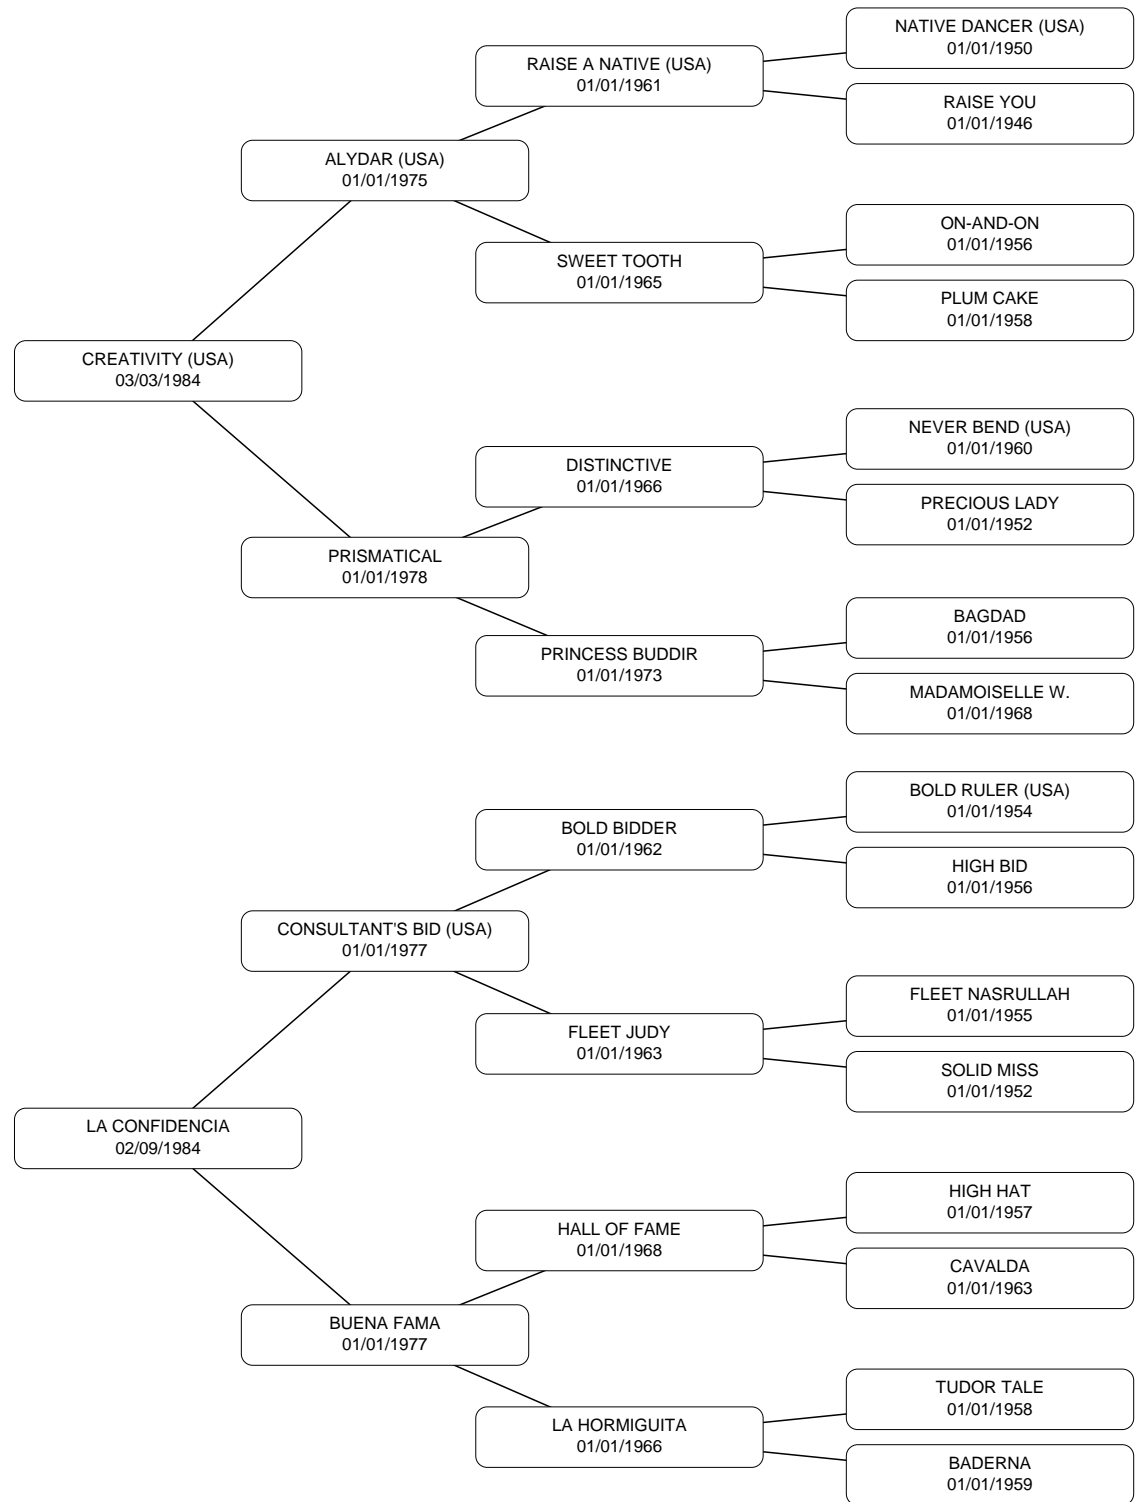 NATIVE DANCER (USA)
01/01/1950
RAISE A NATIVE (USA)
01/01/1961
RAISE YOU
01/01/1946
ALYDAR (USA)
01/01/1975
ON-AND-ON
01/01/1956
SWEET TOOTH
01/01/1965
PLUM CAKE
01/01/1958
CREATIVITY (USA)
03/03/1984
NEVER BEND (USA)
01/01/1960
DISTINCTIVE
01/01/1966
PRECIOUS LADY
01/01/1952
PRISMATICAL
01/01/1978
BAGDAD
01/01/1956
PRINCESS BUDDIR
01/01/1973
MADAMOISELLE W.
01/01/1968
BOLD RULER (USA)
01/01/1954
BOLD BIDDER
01/01/1962
HIGH BID
01/01/1956
CONSULTANT'S BID (USA)
01/01/1977
FLEET NASRULLAH
01/01/1955
FLEET JUDY
01/01/1963
SOLID MISS
01/01/1952
LA CONFIDENCIA
02/09/1984
HIGH HAT
01/01/1957
HALL OF FAME
01/01/1968
CAVALDA
01/01/1963
BUENA FAMA
01/01/1977
TUDOR TALE
01/01/1958
LA HORMIGUITA
01/01/1966
BADERNA
01/01/1959